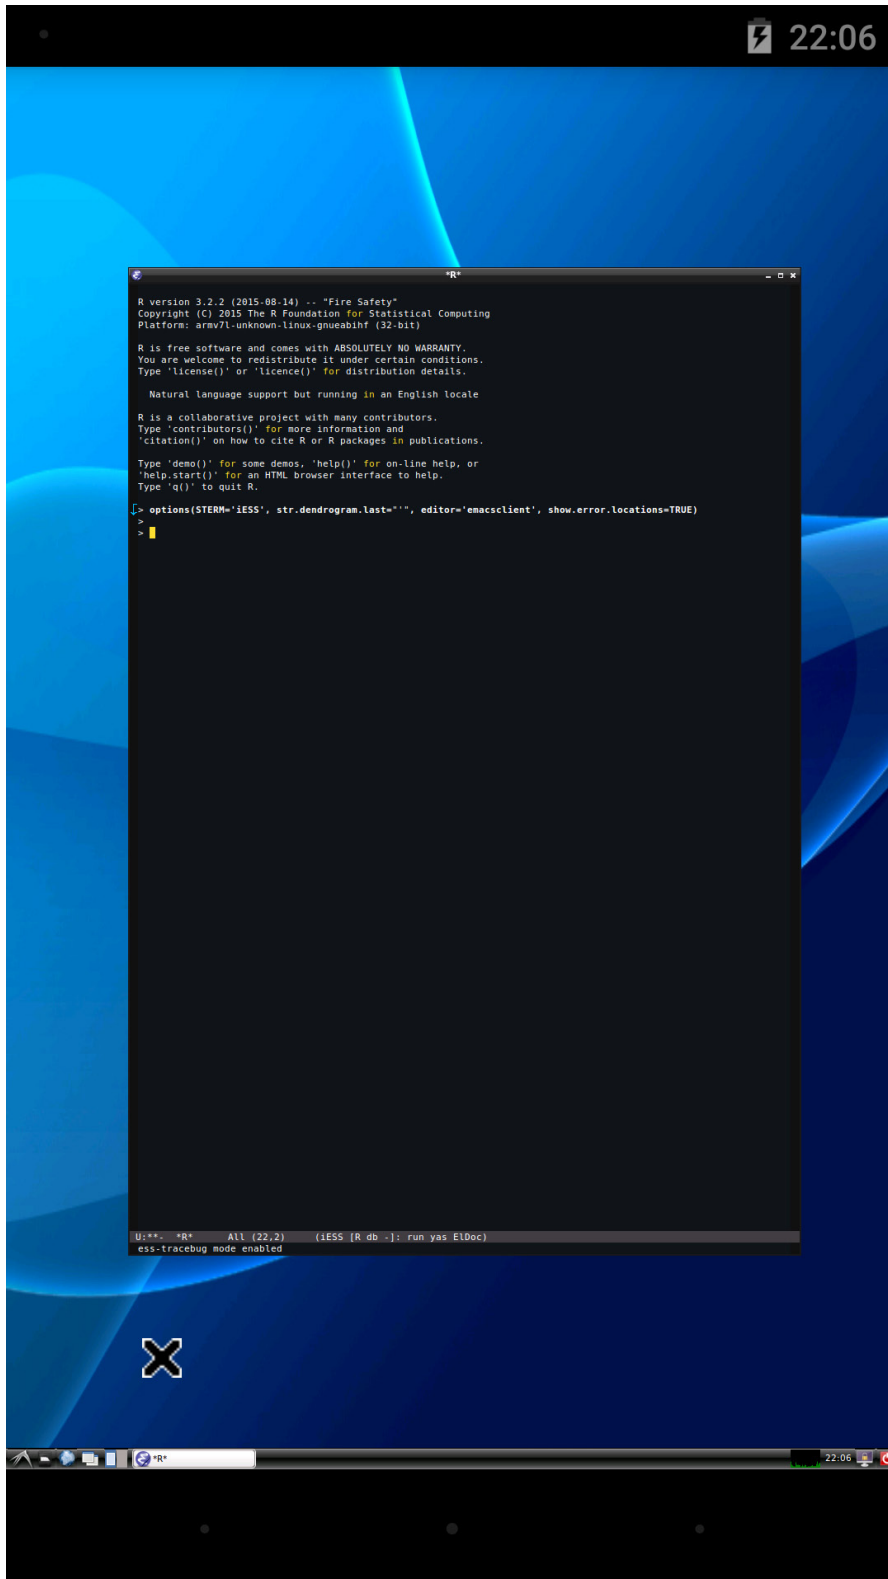 22:06
*R*
R version 3.2.2 (2015-08-14) -- "Fire Safety"
Copyright (C) 2015 The R Foundation for Statistical Computing
Platform: armv7l-unknown-linux-gnueabihf (32-bit)
R is free software and comes with ABSOLUTELY NO WARRANTY.
You are welcome to redistribute it under certain conditions.
Type 'license()' or 'licence()' for distribution details.
Natural language support but running in an English locale
R is a collaborative project with many contributors.
Type 'contributors()' for more information and
'citation()' on how to cite R or R packages in publications.
Type 'demo()' for some demos, 'help()' for on-line help, or
'help.start()' for an HTML browser interface to help.
Type 'q()' to quit R.
> options(STERM='iESS', str.dendrogram.last="'", editor='emacsclient', show.error.locations=TRUE)
>
>
U:**-  *R*      All (22,2)    (iESS [R db -]: run yas ElDoc)
ess-tracebug mode enabled
*R*
22:06